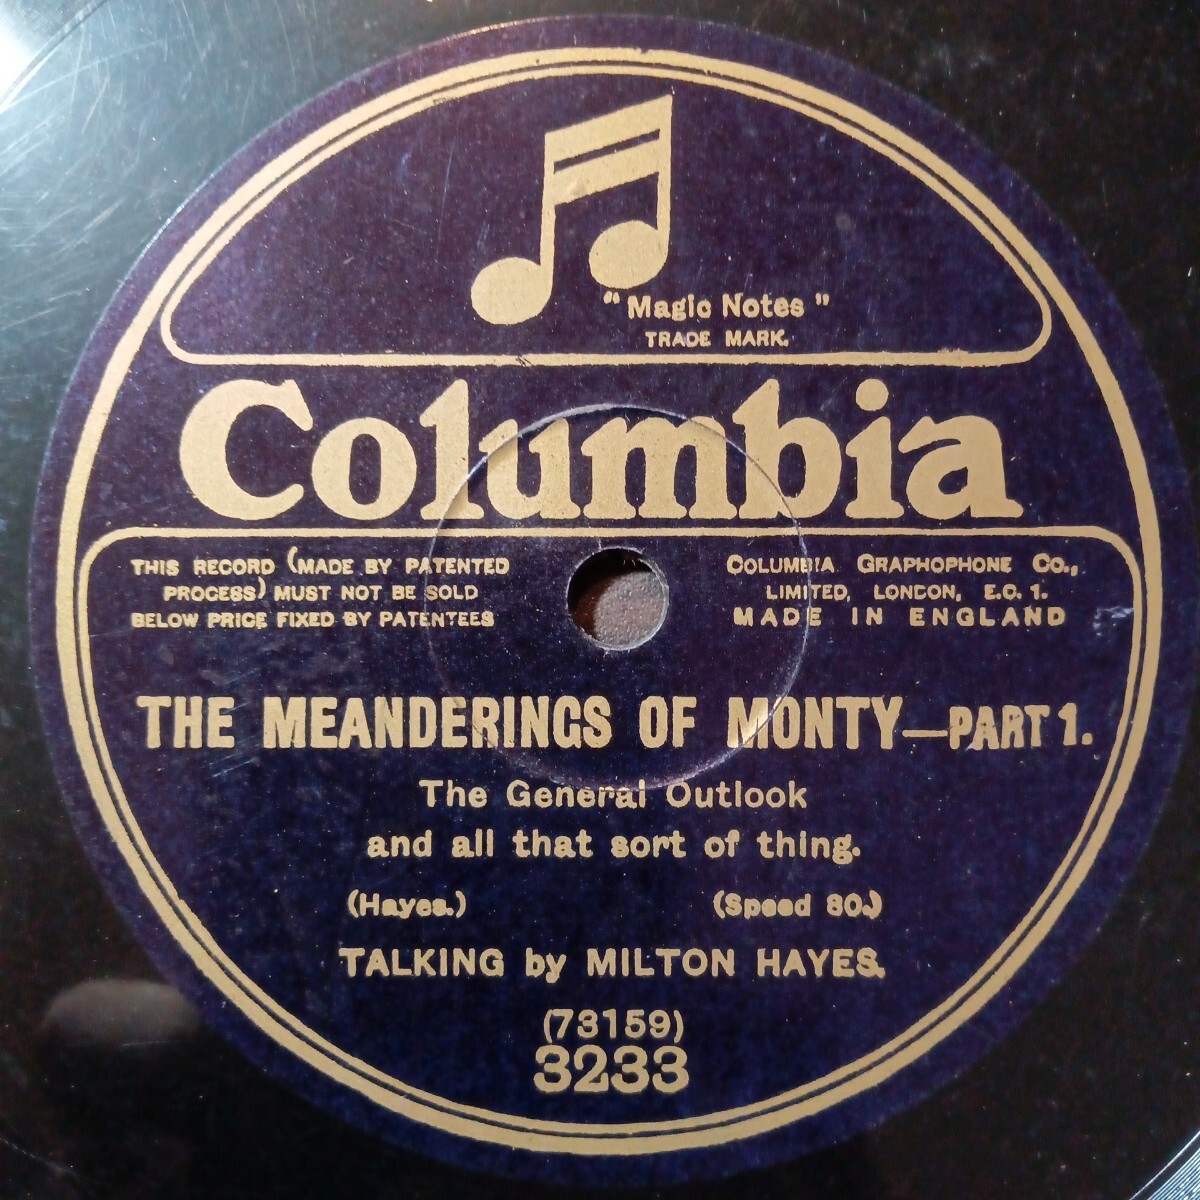 "Magic Notes"
TRADE MARK.
Columbia
THIS RECORD (MADE BY PATENTED
PROCESS) MUST NOT BE SOLD
BELOW PRICE FIXED BY PATENTEES
COLUMBIA GRAPHOPHONE CO.,
LIMITED, LONDON, E.C. 1.
MADE IN ENGLAND
THE MEANDERINGS OF MONTY—PART 1.
The General Outlook
and all that sort of thing.
(Hayes.) (Speed 80.)
TALKING by MILTON HAYES.
(73159)
3233